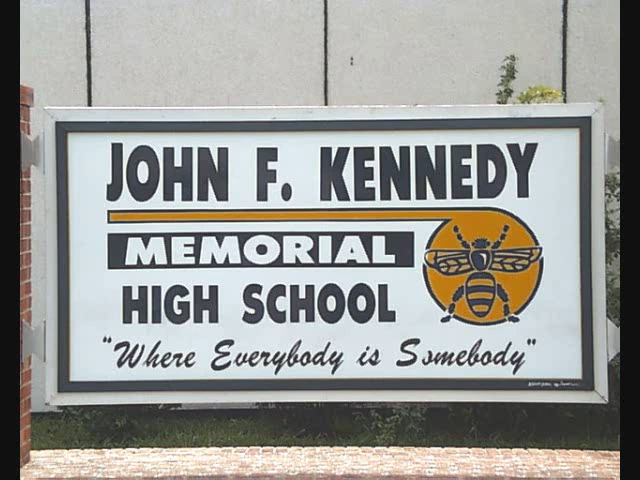 JOHN F. KENNEDY
MEMORIAL
HIGH SCHOOL
"Where Everybody is Somebody"